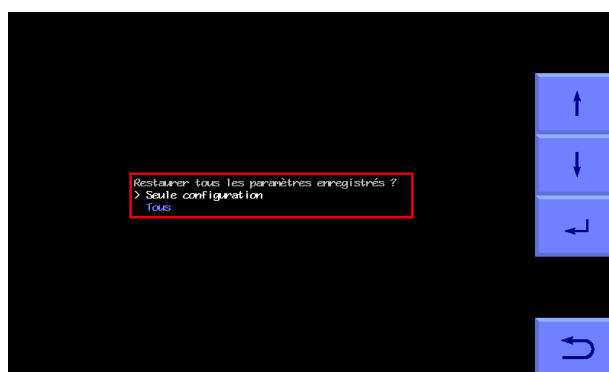 Restaurer tous les paramètres enregistrés ?
> Seule configuration
Tous